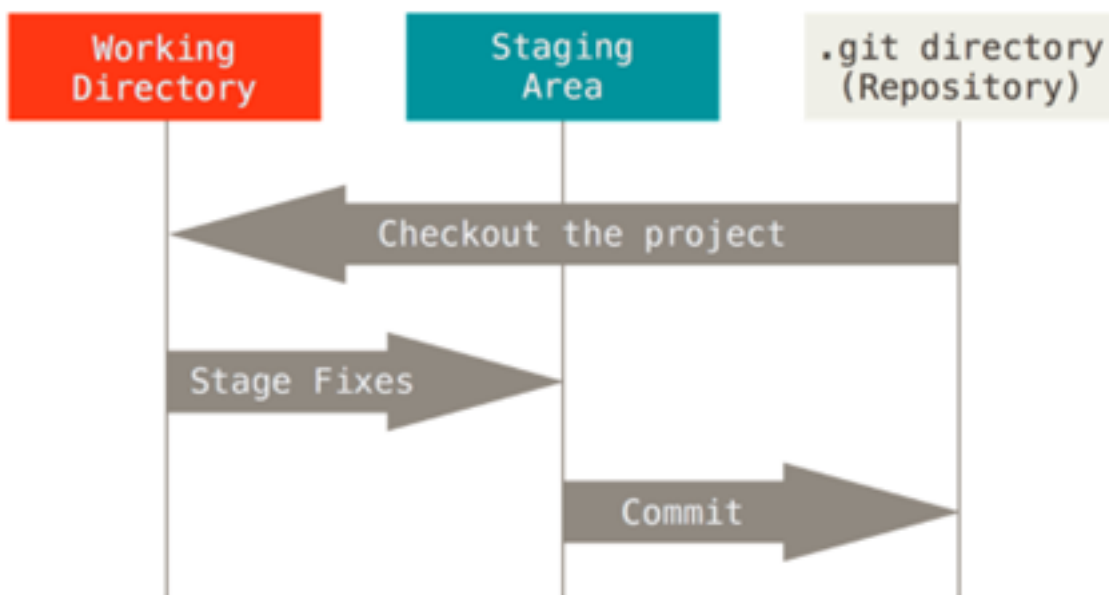 Working
Directory
Staging
Area
.git directory
(Repository)
Checkout the project
Stage Fixes
Commit